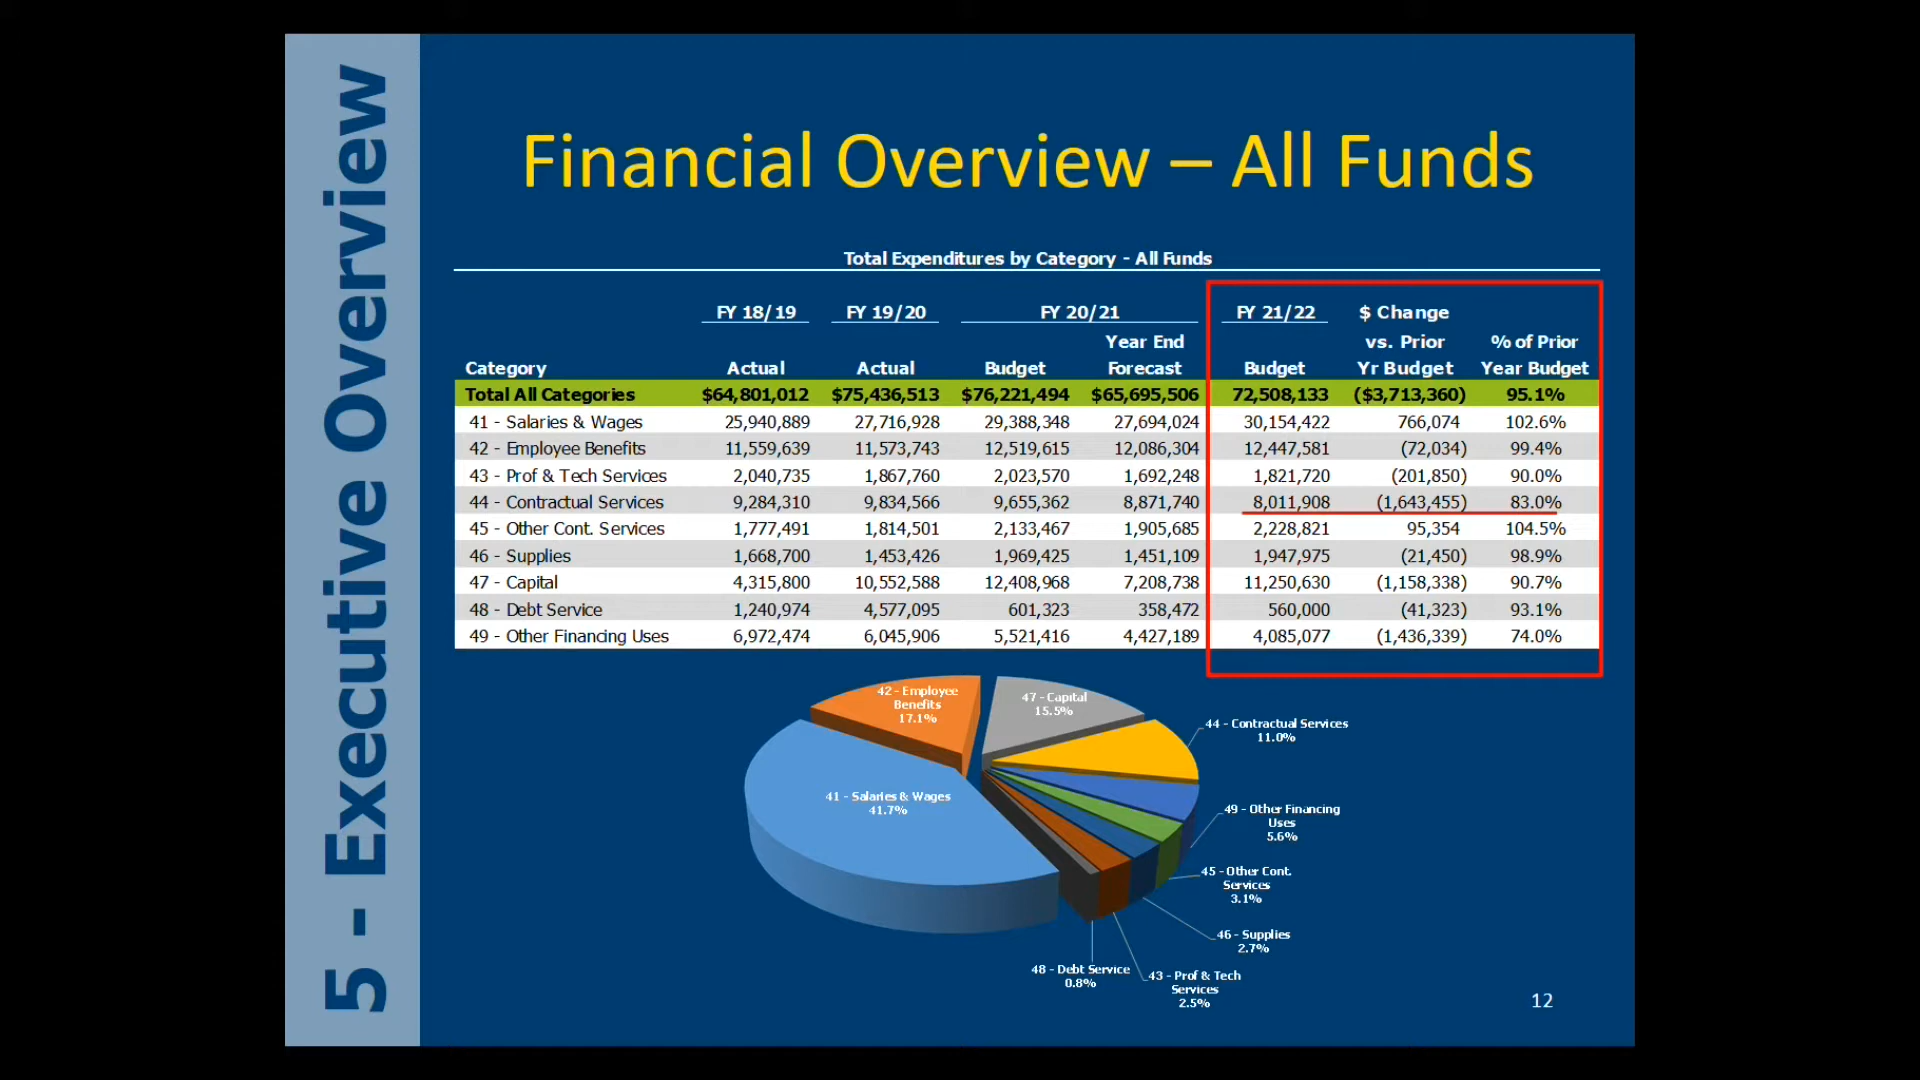 5 - Executive Overview
Financial Overview – All Funds
Total Expenditures by Category - All Funds
FY 18/19 FY 19/20 FY 20/21 FY 21/22 $ Change
Year End vs. Prior % of Prior
Category Actual Actual Budget Forecast Budget Yr Budget Year Budget
Total All Categories $64,801,012 $75,436,513 $76,221,494 $65,695,506 72,508,133 ($3,713,360) 95.1%
41 - Salaries & Wages 25,940,889 27,716,928 29,388,348 27,694,024 30,154,422 766,074 102.6%
42 - Employee Benefits 11,559,639 11,573,743 12,519,615 12,086,304 12,447,581 (72,034) 99.4%
43 - Prof & Tech Services 2,040,735 1,867,760 2,023,570 1,692,248 1,821,720 (201,850) 90.0%
44 - Contractual Services 9,284,310 9,834,566 9,655,362 8,871,740 8,011,908 (1,643,455) 83.0%
45 - Other Cont. Services 1,777,491 1,814,501 2,133,467 1,905,685 2,228,821 95,354 104.5%
46 - Supplies 1,668,700 1,453,426 1,969,425 1,451,109 1,947,975 (21,450) 98.9%
47 - Capital 4,315,800 10,552,588 12,408,968 7,208,738 11,250,630 (1,158,338) 90.7%
48 - Debt Service 1,240,974 4,577,095 601,323 358,472 560,000 (41,323) 93.1%
49 - Other Financing Uses 6,972,474 6,045,906 5,521,416 4,427,189 4,085,077 (1,436,339) 74.0%
42 - Employee
Benefits
17.1%
47 - Capital
15.5%
44 - Contractual Services
11.0%
41 - Salaries & Wages
41.7%
49 - Other Financing
Uses
5.6%
45 - Other Cont.
Services
3.1%
46 - Supplies
2.7%
48 - Debt Service
0.8%
43 - Prof & Tech
Services
2.5%
12